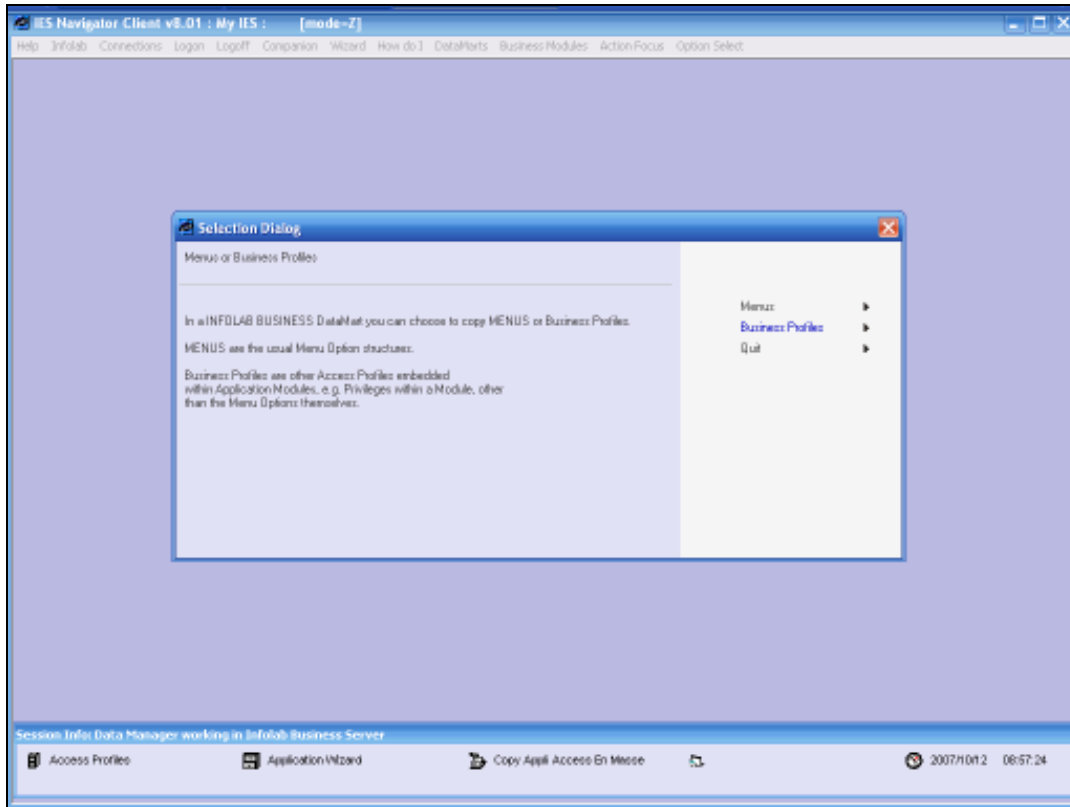 IES Navigator Client v8.01 : My IES : [mode=Z]
Help Infolab Connections Logon Logoff Companion Wizard How do I DataMarts Business Modules Action Focus Option Select
Selection Dialog
Menus or Business Profiles
In a INFOLAB BUSINESS DataMart you can choose to copy MENUS or Business Profiles.
MENUS are the usual Menu Option structures.
Business Profiles are other Access Profiles embedded
within Application Modules, e.g. Privileges within a Module, other
than the Menu Options themselves.
Menus
Business Profiles
Quit
Session Info: Data Manager working in Infolab Business Server
Access Profiles Application Wizard Copy Appli Access En Masse 2007/10/12 08:57:24